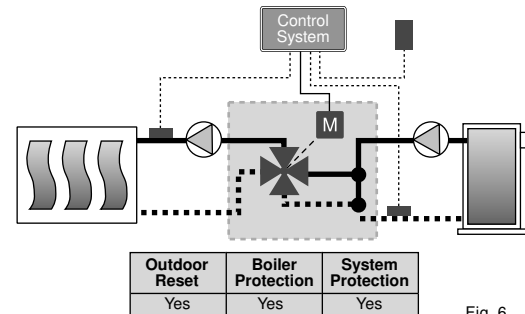 Control
System
M
Outdoor Reset
Boiler Protection
System Protection
Yes
Yes
Yes
Fig. 6